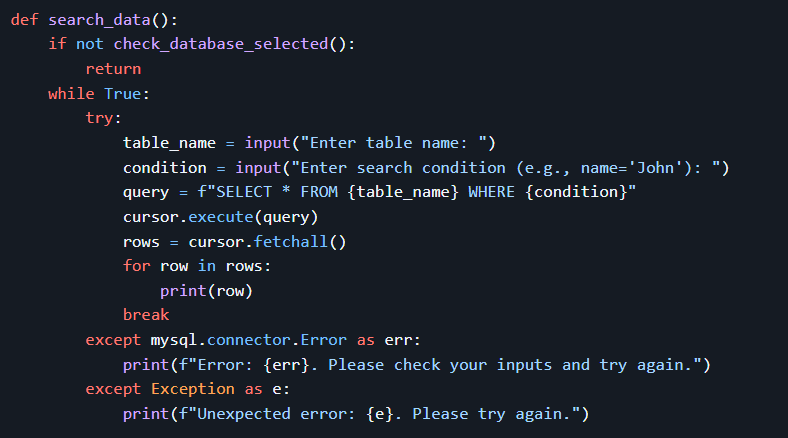 def search_data():
    if not check_database_selected():
        return
    while True:
        try:
            table_name = input("Enter table name: ")
            condition = input("Enter search condition (e.g., name='John'): ")
            query = f"SELECT * FROM {table_name} WHERE {condition}"
            cursor.execute(query)
            rows = cursor.fetchall()
            for row in rows:
                print(row)
            break
        except mysql.connector.Error as err:
            print(f"Error: {err}. Please check your inputs and try again.")
        except Exception as e:
            print(f"Unexpected error: {e}. Please try again.")